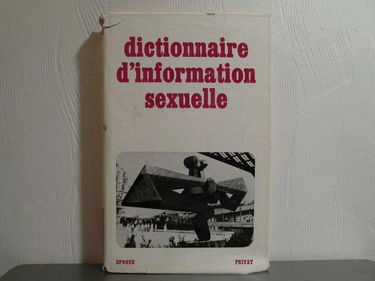 dictionnaire
d'information
sexuelle
EPOQUE PRIVAT